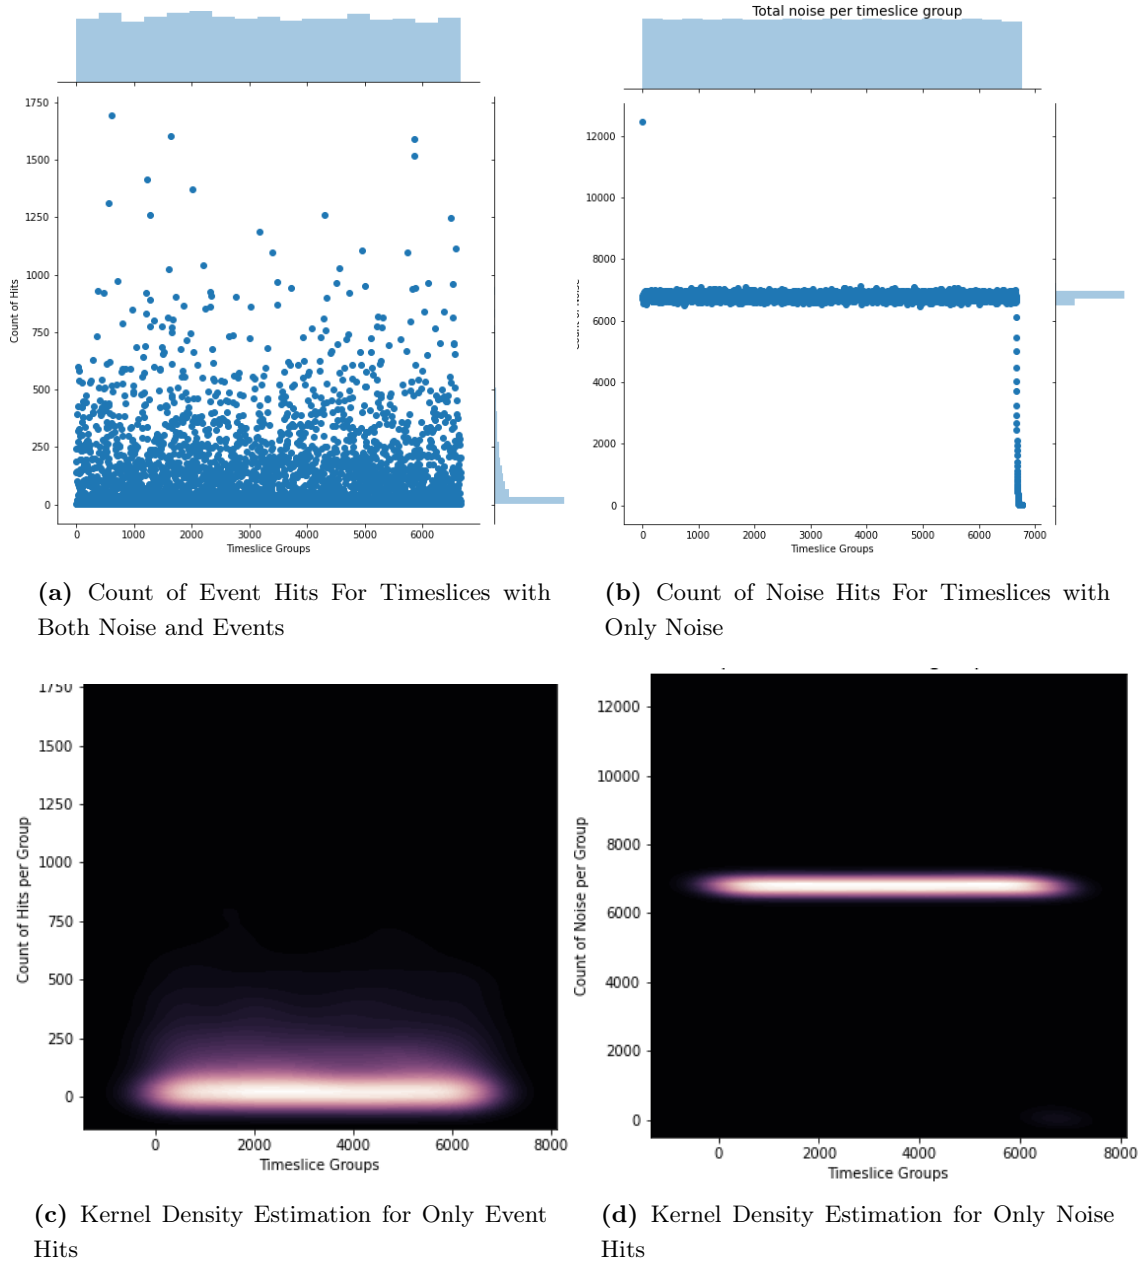 Total noise per timeslice group
1750
1500
1250
1000
750
500
250
0
Count of Hits
0 1000 2000 3000 4000 5000 6000
Timeslice Groups
12000
10000
8000
6000
4000
2000
0
0 1000 2000 3000 4000 5000 6000 7000
Timeslice Groups
(a) Count of Event Hits For Timeslices with
Both Noise and Events
(b) Count of Noise Hits For Timeslices with
Only Noise
1750
1500
1250
1000
750
500
250
0
Count of Hits per Group
0 2000 4000 6000 8000
Timeslice Groups
12000
10000
8000
6000
4000
2000
0
Count of Noise per Group
0 2000 4000 6000 8000
Timeslice Groups
(c) Kernel Density Estimation for Only Event
Hits
(d) Kernel Density Estimation for Only Noise
Hits